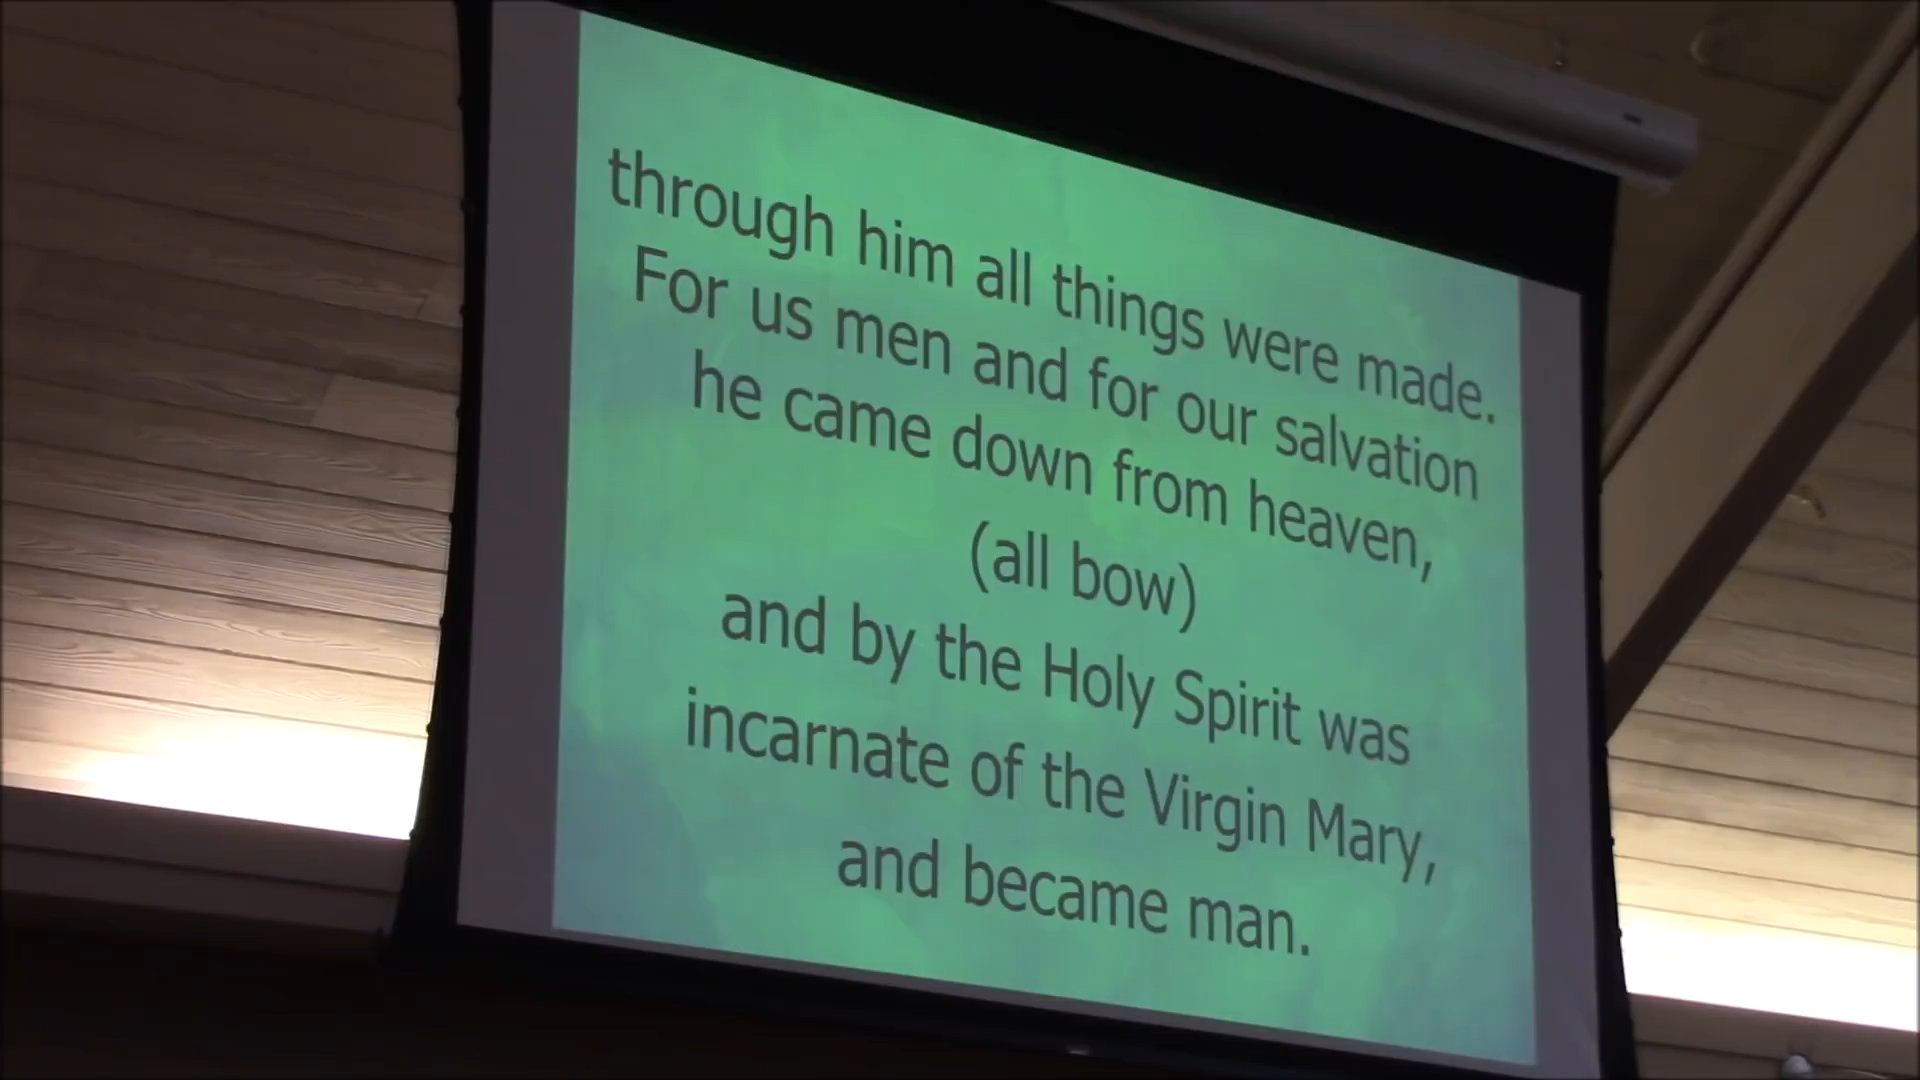 through him all things were made.
For us men and for our salvation
he came down from heaven,
(all bow)
and by the Holy Spirit was
incarnate of the Virgin Mary,
and became man.